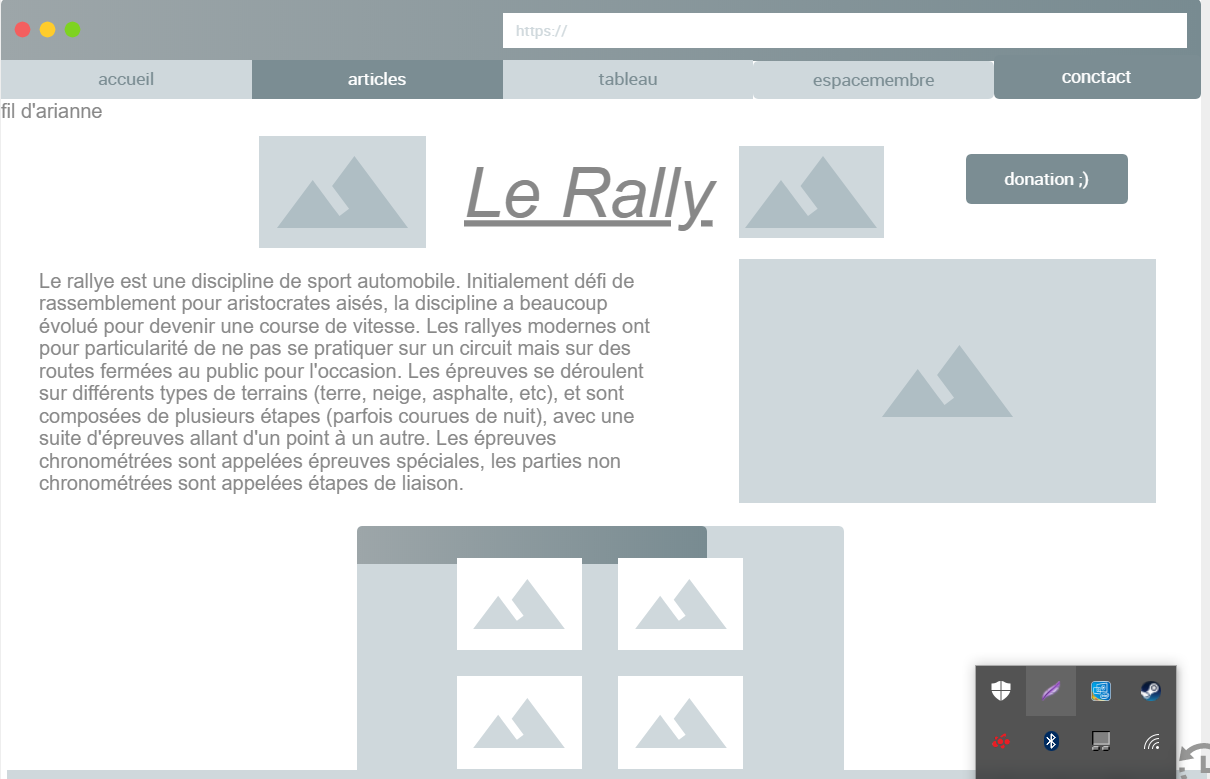 https://
accueil
articles
tableau
espacemembre
conctact
fil d'arianne
Le Rally
donation ;)
Le rallye est une discipline de sport automobile. Initialement défi de
rassemblement pour aristocrates aisés, la discipline a beaucoup
évolué pour devenir une course de vitesse. Les rallyes modernes ont
pour particularité de ne pas se pratiquer sur un circuit mais sur des
routes fermées au public pour l'occasion. Les épreuves se déroulent
sur différents types de terrains (terre, neige, asphalte, etc), et sont
composées de plusieurs étapes (parfois courues de nuit), avec une
suite d'épreuves allant d'un point à un autre. Les épreuves
chronométrées sont appelées épreuves spéciales, les parties non
chronométrées sont appelées étapes de liaison.